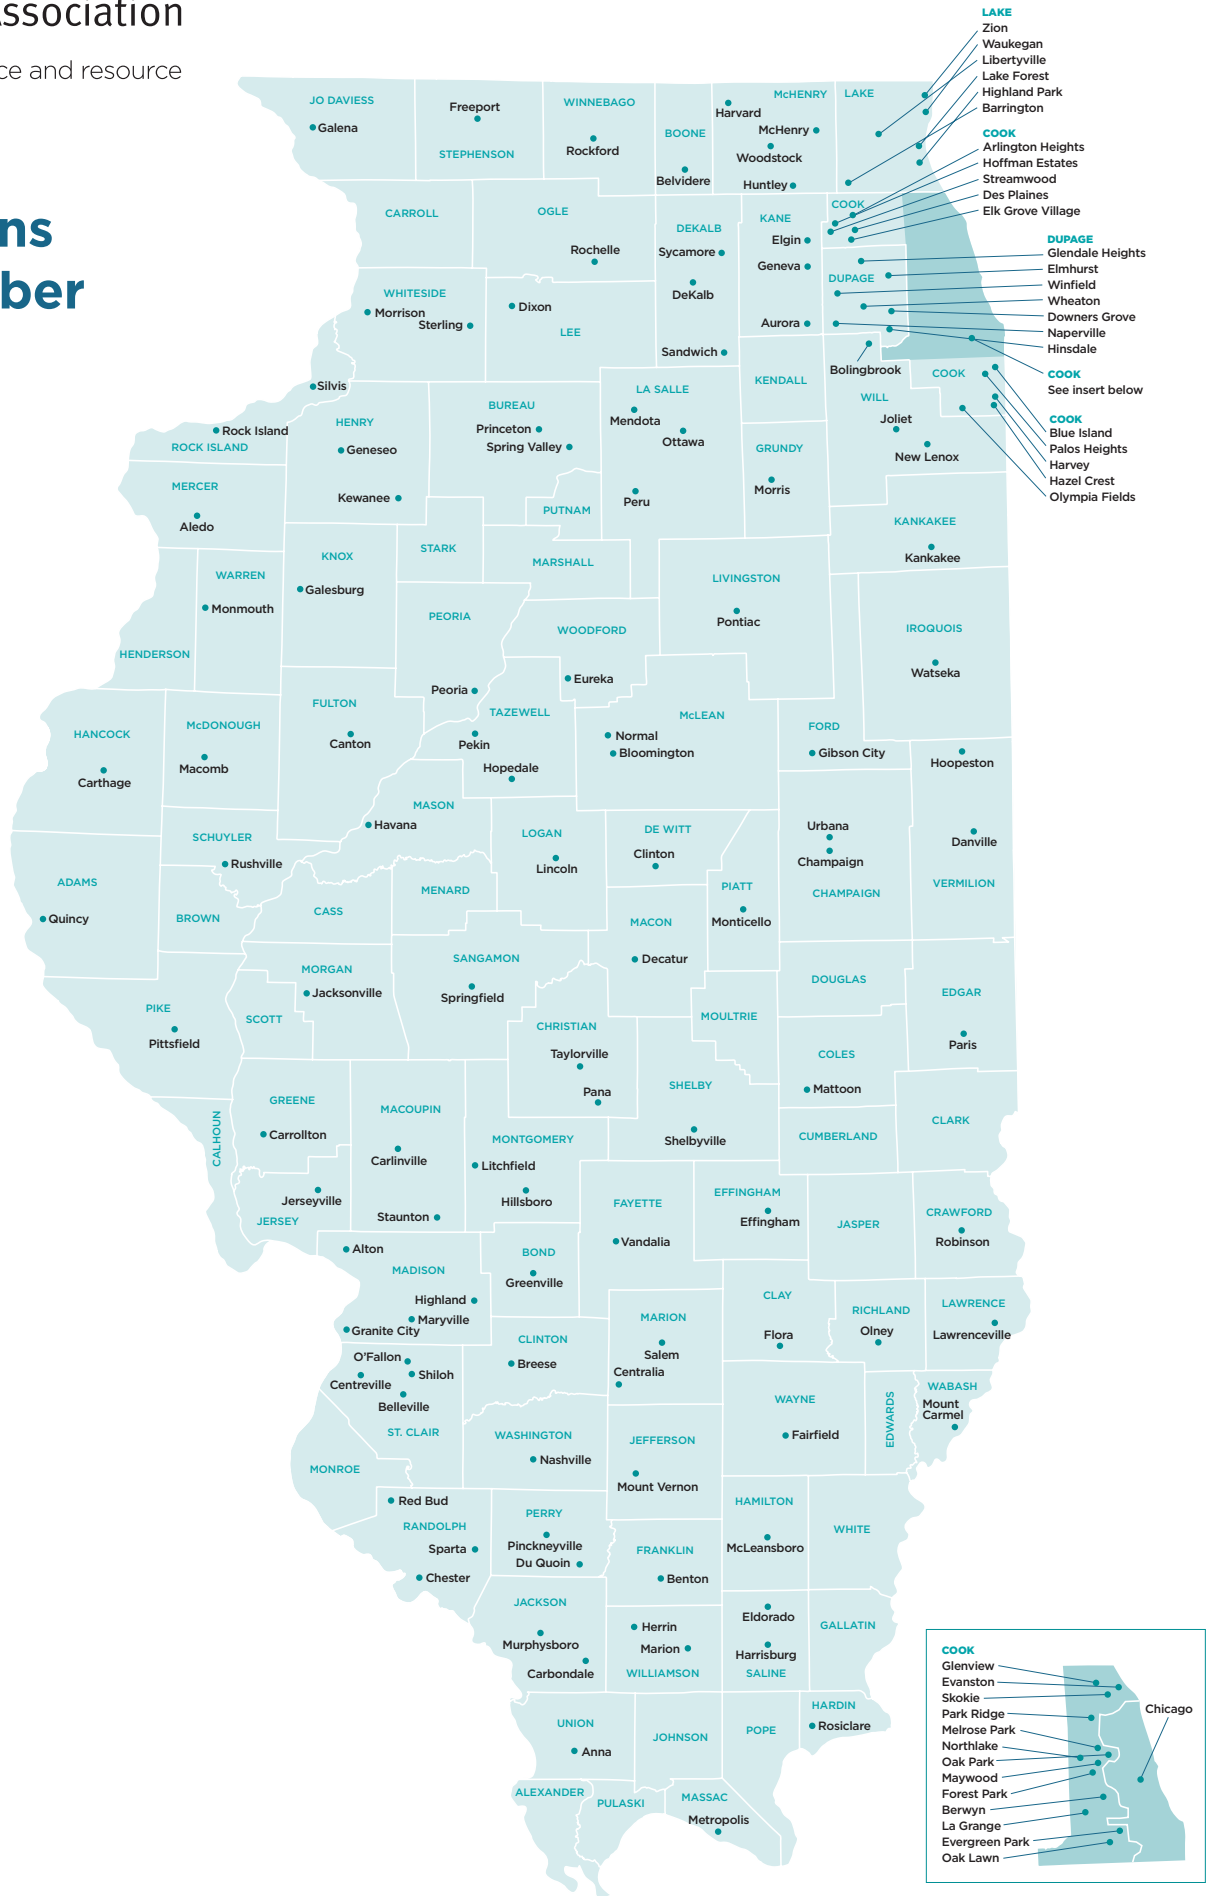 Association
ce and resource
ns
ber
LAKE
Zion
Waukegan
Libertyville
Lake Forest
Highland Park
Barrington
COOK
Arlington Heights
Hoffman Estates
Streamwood
Des Plaines
Elk Grove Village
DUPAGE
Glendale Heights
Elmhurst
Winfield
Wheaton
Downers Grove
Naperville
Hinsdale
COOK
See insert below
COOK
Blue Island
Palos Heights
Harvey
Hazel Crest
Olympia Fields
JO DAVIESS
Galena
Freeport
STEPHENSON
WINNEBAGO
Rockford
BOONE
Belvidere
McHENRY
Harvard
McHenry
Woodstock
Huntley
LAKE
CARROLL
OGLE
Rochelle
DEKALB
Sycamore
DeKalb
Sandwich
KANE
Elgin
Geneva
Aurora
COOK
DUPAGE
Bolingbrook
WHITESIDE
Morrison
Sterling
Dixon
LEE
Silvis
Rock Island
ROCK ISLAND
HENRY
Geneseo
Kewanee
BUREAU
Princeton
Spring Valley
LA SALLE
Mendota
Ottawa
Peru
KENDALL
GRUNDY
Morris
COOK
WILL
Joliet
New Lenox
MERCER
Aledo
PUTNAM
KANKAKEE
Kankakee
WARREN
Monmouth
HENDERSON
KNOX
Galesburg
STARK
MARSHALL
PEORIA
Peoria
WOODFORD
Eureka
LIVINGSTON
Pontiac
IROQUOIS
Watseka
HANCOCK
Carthage
McDONOUGH
Macomb
FULTON
Canton
TAZEWELL
Pekin
Hopedale
McLEAN
Normal
Bloomington
FORD
Gibson City
Hoopeston
Danville
VERMILION
SCHUYLER
Rushville
MASON
Havana
LOGAN
Lincoln
DE WITT
Clinton
Urbana
Champaign
CHAMPAIGN
PIATT
Monticello
ADAMS
Quincy
BROWN
CASS
MENARD
MACON
Decatur
PIKE
Pittsfield
SCOTT
MORGAN
Jacksonville
SANGAMON
Springfield
CHRISTIAN
Taylorville
Pana
MOULTRIE
DOUGLAS
EDGAR
Paris
COLES
Mattoon
SHELBY
Shelbyville
CUMBERLAND
CLARK
CALHOUN
GREENE
Carrollton
JERSEY
Jerseyville
MACOUPIN
Carlinville
Staunton
MONTGOMERY
Litchfield
Hillsboro
FAYETTE
Vandalia
EFFINGHAM
Effingham
JASPER
CRAWFORD
Robinson
Alton
MADISON
Highland
Maryville
Granite City
BOND
Greenville
CLINTON
Breese
MARION
Salem
Centralia
CLAY
Flora
RICHLAND
Olney
LAWRENCE
Lawrenceville
O'Fallon
Shiloh
Centreville
Belleville
ST. CLAIR
MONROE
WASHINGTON
Nashville
JEFFERSON
Mount Vernon
WAYNE
Fairfield
EDWARDS
WABASH
Mount
Carmel
Red Bud
RANDOLPH
Sparta
Chester
PERRY
Pinckneyville
Du Quoin
FRANKLIN
Benton
HAMILTON
McLeansboro
WHITE
JACKSON
Murphysboro
Carbondale
Herrin
Marion
WILLIAMSON
Eldorado
Harrisburg
SALINE
GALLATIN
UNION
Anna
JOHNSON
POPE
HARDIN
Rosiclare
ALEXANDER
PULASKI
MASSAC
Metropolis
COOK
Glenview
Evanston
Skokie
Park Ridge
Melrose Park
Northlake
Oak Park
Maywood
Forest Park
Berwyn
La Grange
Evergreen Park
Oak Lawn
Chicago